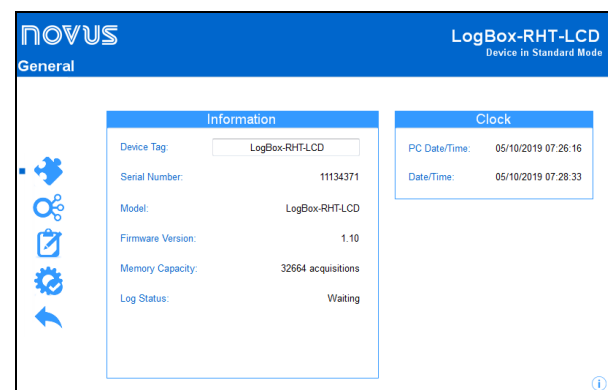 novus
LogBox-RHT-LCD
Device in Standard Mode
General
Information
Device Tag: LogBox-RHT-LCD
Serial Number: 11134371
Model: LogBox-RHT-LCD
Firmware Version: 1.10
Memory Capacity: 32664 acquisitions
Log Status: Waiting
Clock
PC Date/Time: 05/10/2019 07:26:16
Date/Time: 05/10/2019 07:28:33
i